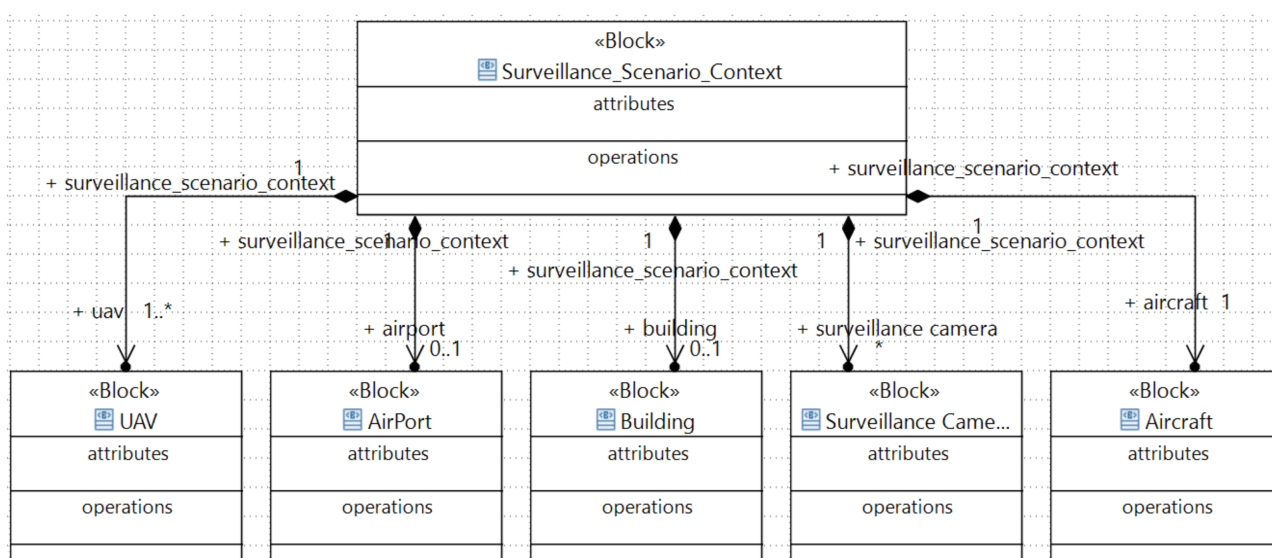 «Block»
Surveillance_Scenario_Context
attributes
operations
1
+ surveillance_scenario_context
+ surveillance_scenario_context
1
+ surveillance_scenario_context
1
+ surveillance_scenario_context
1
+ surveillance_scenario_context
1
+ uav 1..*
+ airport
0..1
+ building
0..1
+ surveillance camera
*
+ aircraft 1
«Block»
UAV
attributes
operations
«Block»
AirPort
attributes
operations
«Block»
Building
attributes
operations
«Block»
Surveillance Came...
attributes
operations
«Block»
Aircraft
attributes
operations